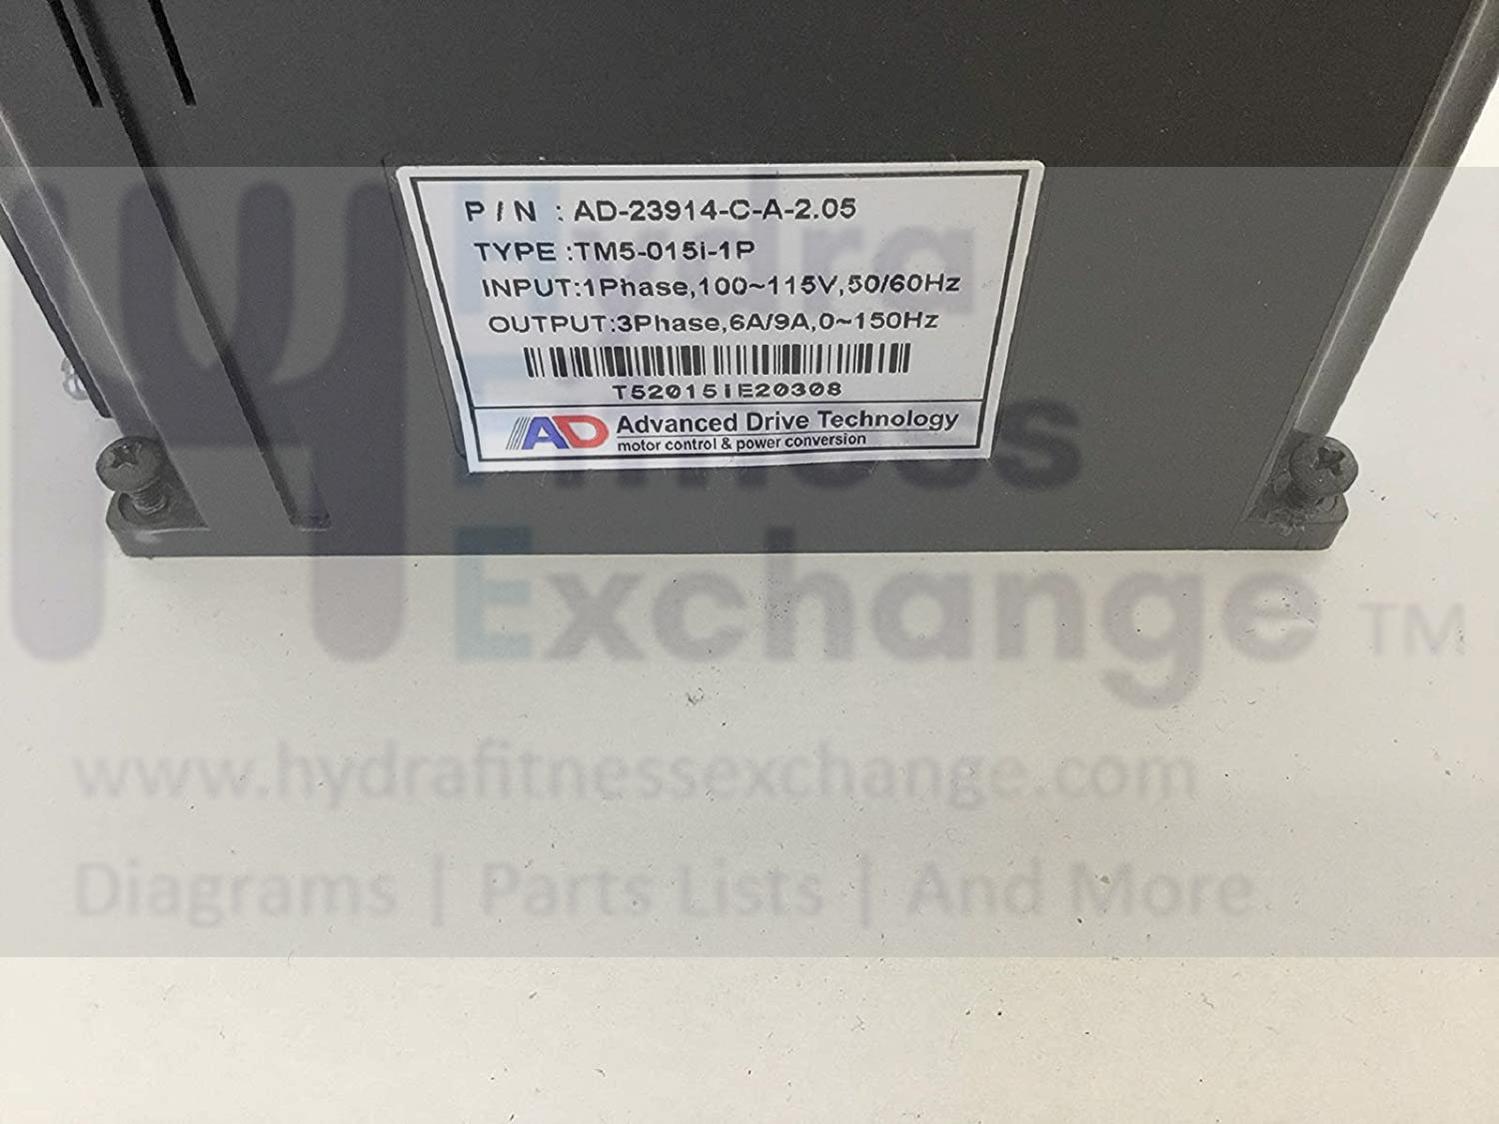 P / N : AD-23914-C-A-2.05
TYPE :TM5-015i-1P
INPUT:1Phase,100~115V,50/60Hz
OUTPUT:3Phase,6A/9A,0~150Hz
T52015IE20308
AD Advanced Drive Technology
motor control & power conversion
Hydra
Fitness
Exchange TM
www.hydrafitnessexchange.com
Diagrams | Parts Lists | And More